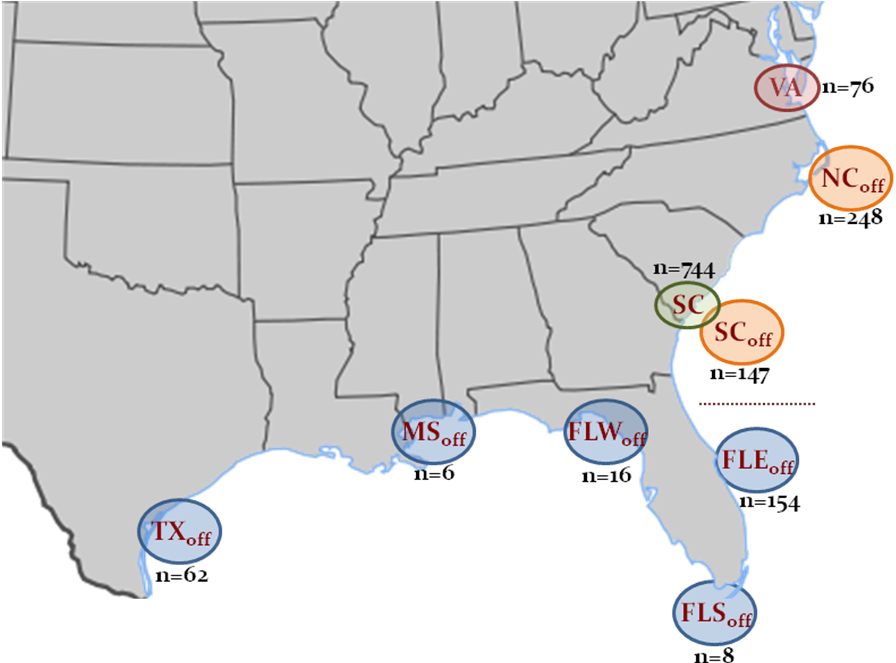 VA n=76
NCoff
n=248
n=744
SC
SCoff
n=147
MSoff
n=6
FLWoff
n=16
FLEoff
n=154
TXoff
n=62
FLSoff
n=8